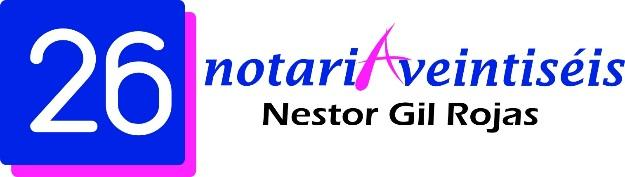 26
notariAveintiséis
Nestor Gil Rojas